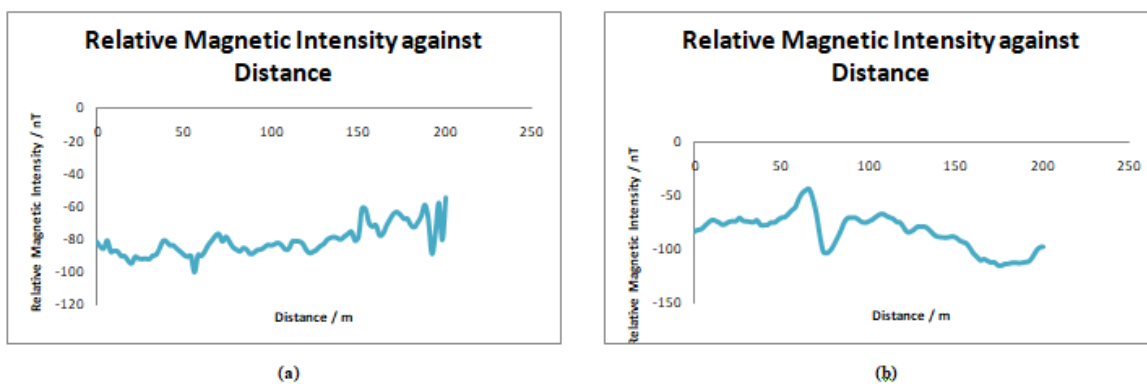 Relative Magnetic Intensity against
Distance
Relative Magnetic Intensity / nT
0
-20
-40
-60
-80
-100
-120
0
50
100
150
200
250
Distance / m
(a)
Relative Magnetic Intensity against
Distance
Relative Magnetic Intensity / nT
0
-50
-100
-150
0
50
100
150
200
250
Distance / m
(b)